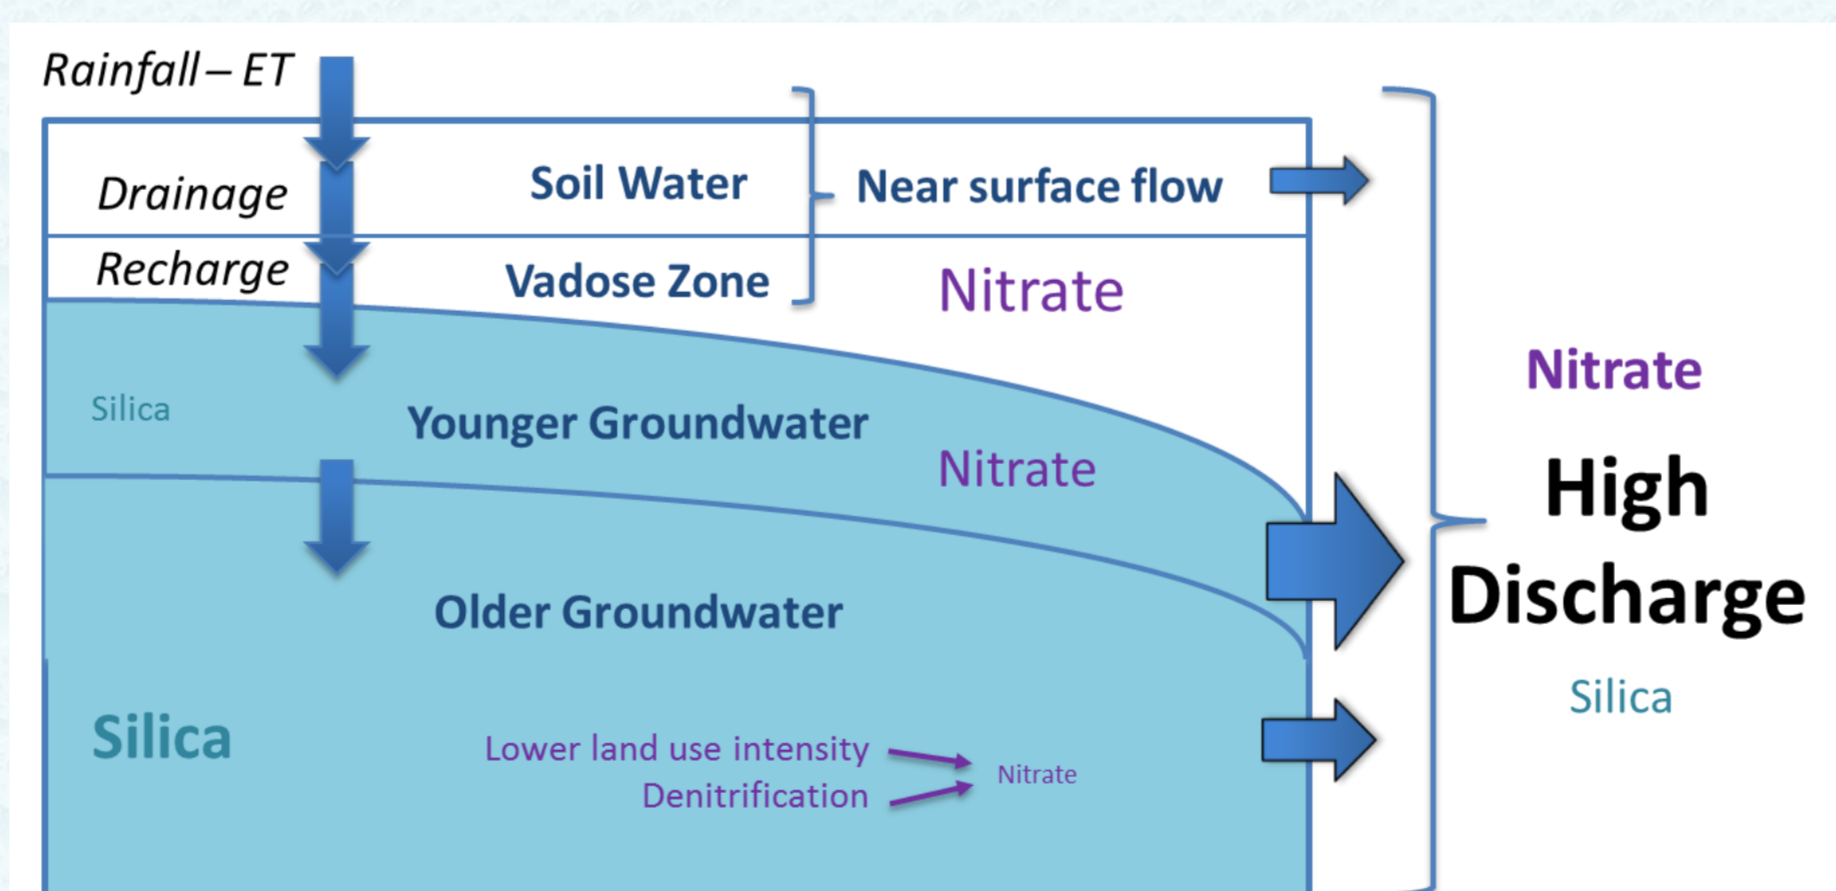 Rainfall – ET
Drainage
Soil Water
Near surface flow
Recharge
Vadose Zone
Nitrate
Silica
Younger Groundwater
Nitrate
Older Groundwater
Silica
Lower land use intensity
Denitrification
Nitrate
Nitrate
High
Discharge
Silica